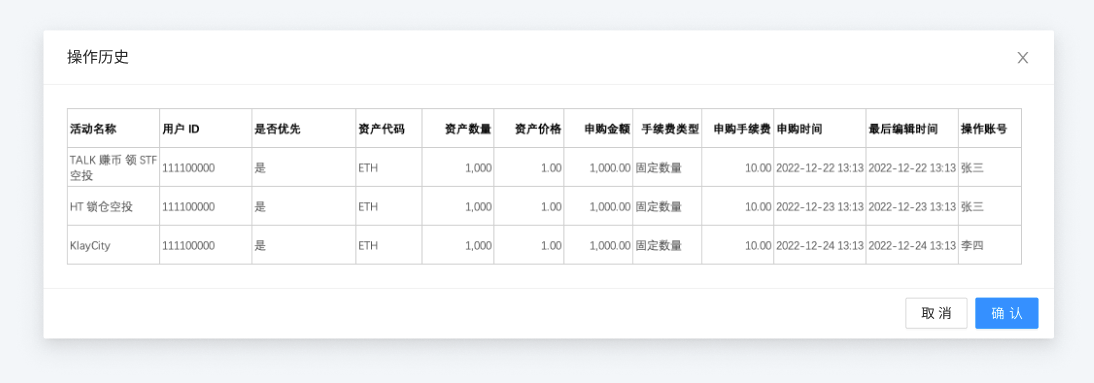 操作历史
活动名称 用户 ID 是否优先 资产代码 资产数量 资产价格 申购金额 手续费类型 申购手续费 申购时间 最后编辑时间 操作账号
TALK 赚币 领 STF 空投 111100000 是 ETH 1,000 1.00 1,000.00 固定数量 10.00 2022-12-22 13:13 2022-12-22 13:13 张三
HT 锁仓空投 111100000 是 ETH 1,000 1.00 1,000.00 固定数量 10.00 2022-12-23 13:13 2022-12-23 13:13 张三
KlayCity 111100000 是 ETH 1,000 1.00 1,000.00 固定数量 10.00 2022-12-24 13:13 2022-12-24 13:13 李四
取 消 确 认